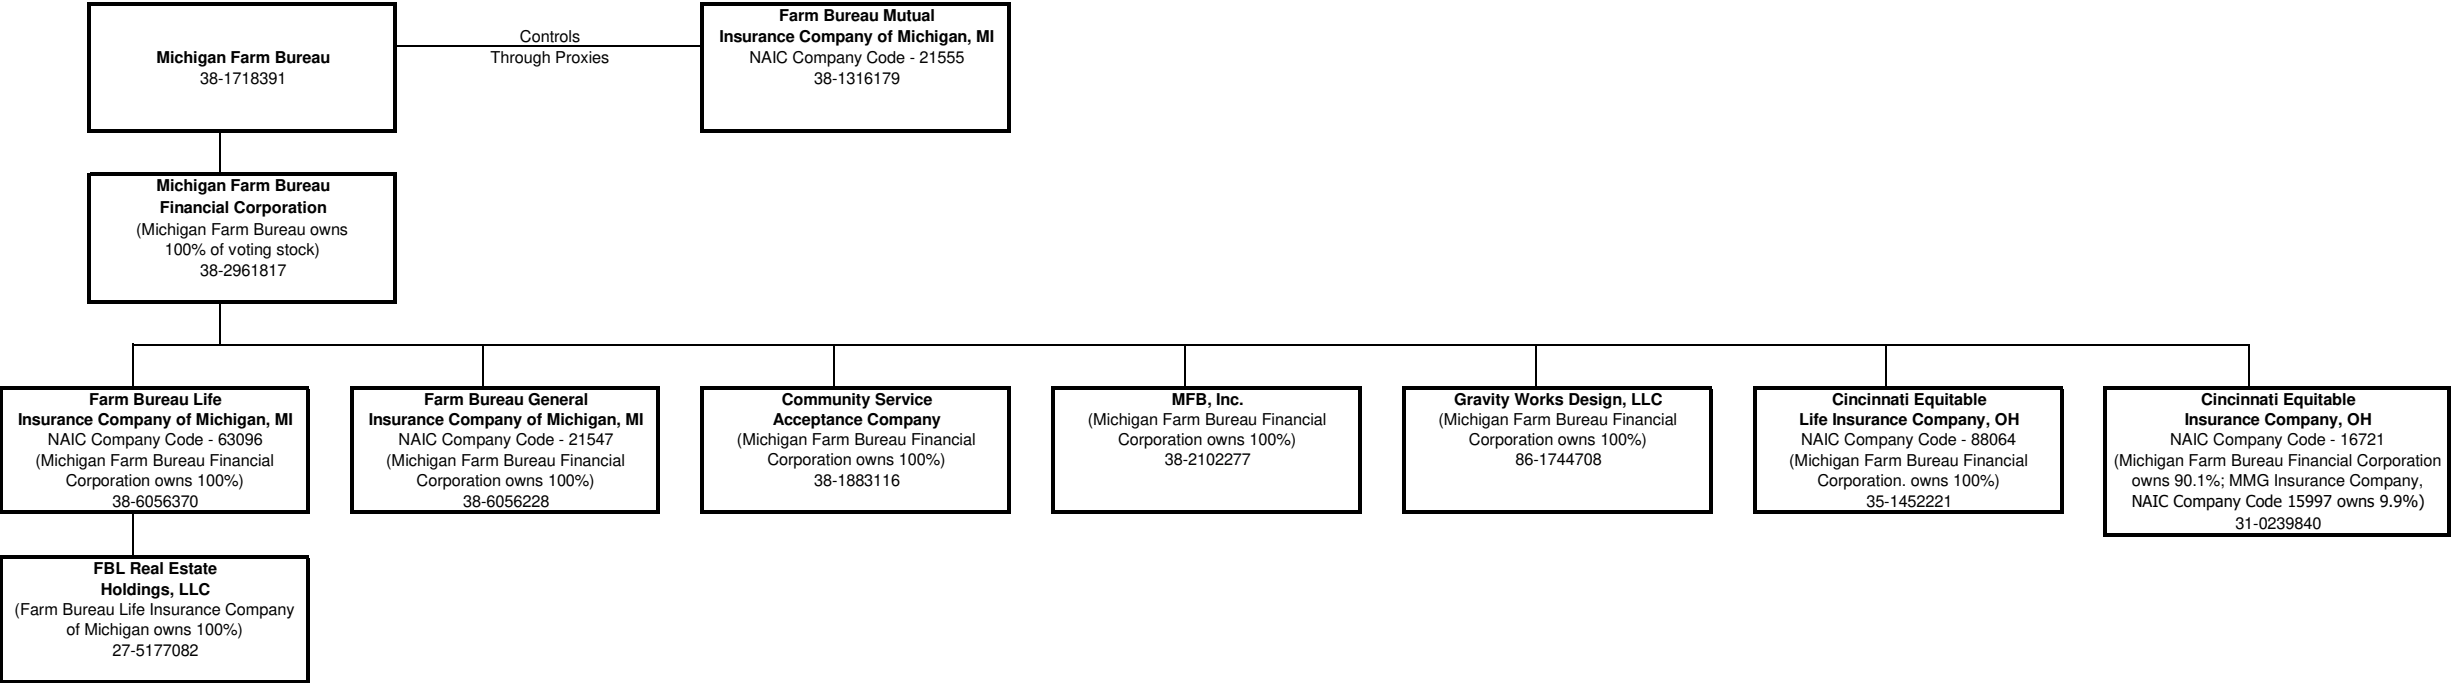 Michigan Farm Bureau
38-1718391
Controls
Through Proxies
Farm Bureau Mutual
Insurance Company of Michigan, MI
NAIC Company Code - 21555
38-1316179
Michigan Farm Bureau
Financial Corporation
(Michigan Farm Bureau owns
100% of voting stock)
38-2961817
Farm Bureau Life
Insurance Company of Michigan, MI
NAIC Company Code - 63096
(Michigan Farm Bureau Financial
Corporation owns 100%)
38-6056370
Farm Bureau General
Insurance Company of Michigan, MI
NAIC Company Code - 21547
(Michigan Farm Bureau Financial
Corporation owns 100%)
38-6056228
Community Service
Acceptance Company
(Michigan Farm Bureau Financial
Corporation owns 100%)
38-1883116
MFB, Inc.
(Michigan Farm Bureau Financial
Corporation owns 100%)
38-2102277
Gravity Works Design, LLC
(Michigan Farm Bureau Financial
Corporation owns 100%)
86-1744708
Cincinnati Equitable
Life Insurance Company, OH
NAIC Company Code - 88064
(Michigan Farm Bureau Financial
Corporation. owns 100%)
35-1452221
Cincinnati Equitable
Insurance Company, OH
NAIC Company Code - 16721
(Michigan Farm Bureau Financial Corporation
owns 90.1%; MMG Insurance Company,
NAIC Company Code 15997 owns 9.9%)
31-0239840
FBL Real Estate
Holdings, LLC
(Farm Bureau Life Insurance Company
of Michigan owns 100%)
27-5177082